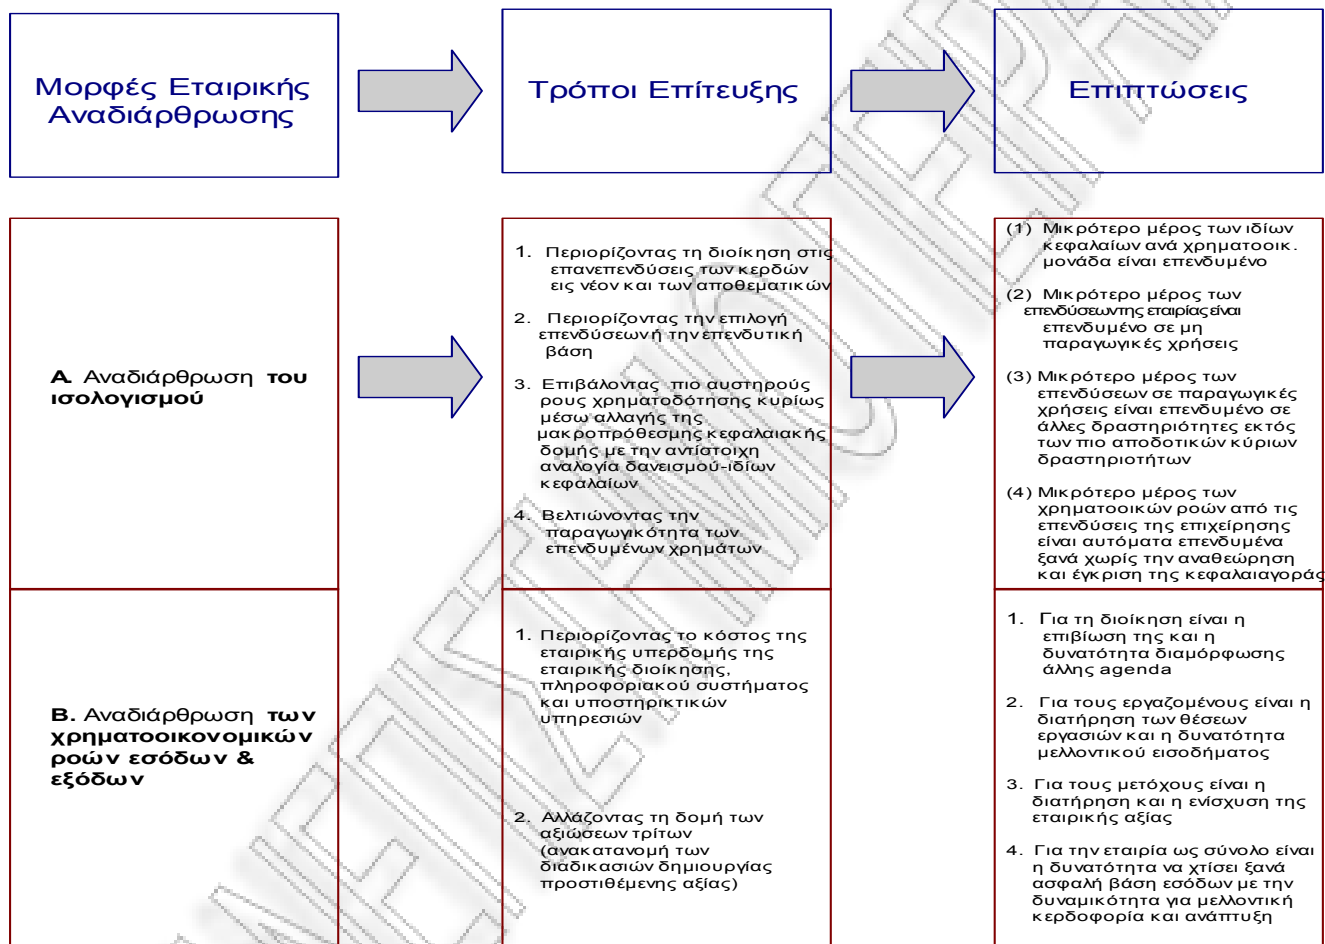 Μορφές Εταιρικής
Αναδιάρθρωσης
Τρόποι Επίτευξης
Επιπτώσεις
Α. Αναδιάρθρωση του
ισολογισμού
1. Περιορίζοντας τη διοίκηση στις
επανεπενδύσεις των κερδών
εις νέον και των αποθεματικών
2. Περιορίζοντας την επιλογή
επενδύσεων ή την επενδυτική
βάση
3. Επιβάλοντας πιο αυστηρούς
ρους χρηματοδότησης κυρίως
μέσω αλλαγής της
μακροπρόθεσμης κεφαλαιακής
δομής με την αντίστοιχη
αναλογία δανεισμού-ιδίων
κεφαλαίων
4. Βελτιώνοντας την
παραγωγικότητα των
επενδυμένων χρημάτων
(1) Μικρότερο μέρος των ιδίων
κεφαλαίων ανά χρηματοοικ.
μονάδα είναι επενδυμένο
(2) Μικρότερο μέρος των
επενδύσεων της εταιρίας είναι
επενδυμένο σε μη
παραγωγικές χρήσεις
(3) Μικρότερο μέρος των
επενδύσεων σε παραγωγικές
χρήσεις είναι επενδυμένο σε
άλλες δραστηριότητες εκτός
των πιο αποδοτικών κύριων
δραστηριοτήτων
(4) Μικρότερο μέρος των
χρηματοοικών ροών από τις
επενδύσεις της επιχείρησης
είναι αυτόματα επενδυμένα
ξανά χωρίς την αναθεώρηση
και έγκριση της κεφαλαιαγοράς
Β. Αναδιάρθρωση των
χρηματοοικονομικών
ροών εσόδων &
εξόδων
1. Περιορίζοντας το κόστος της
εταιρικής υπερδομής της
εταιρικής διοίκησης,
πληροφοριακού συστήματος
και υποστηρικτικών
υπηρεσιών
2. Αλλάζοντας τη δομή των
αξιώσεων τρίτων
(ανακατανομή των
διαδικασιών δημιουργίας
προστιθέμενης αξίας)
1. Για τη διοίκηση είναι η
επιβίωση της και η
δυνατότητα διαμόρφωσης
άλλης agenda
2. Για τους εργαζομένους είναι η
διατήρηση των θέσεων
εργασιών και η δυνατότητα
μελλοντικού εισοδήματος
3. Για τους μετόχους είναι η
διατήρηση και η ενίσχυση της
εταιρικής αξίας
4. Για την εταιρία ως σύνολο είναι
η δυνατότητα να χτίσει ξανά
ασφαλή βάση εσόδων με την
δυναμικότητα για μελλοντική
κερδοφορία και ανάπτυξη